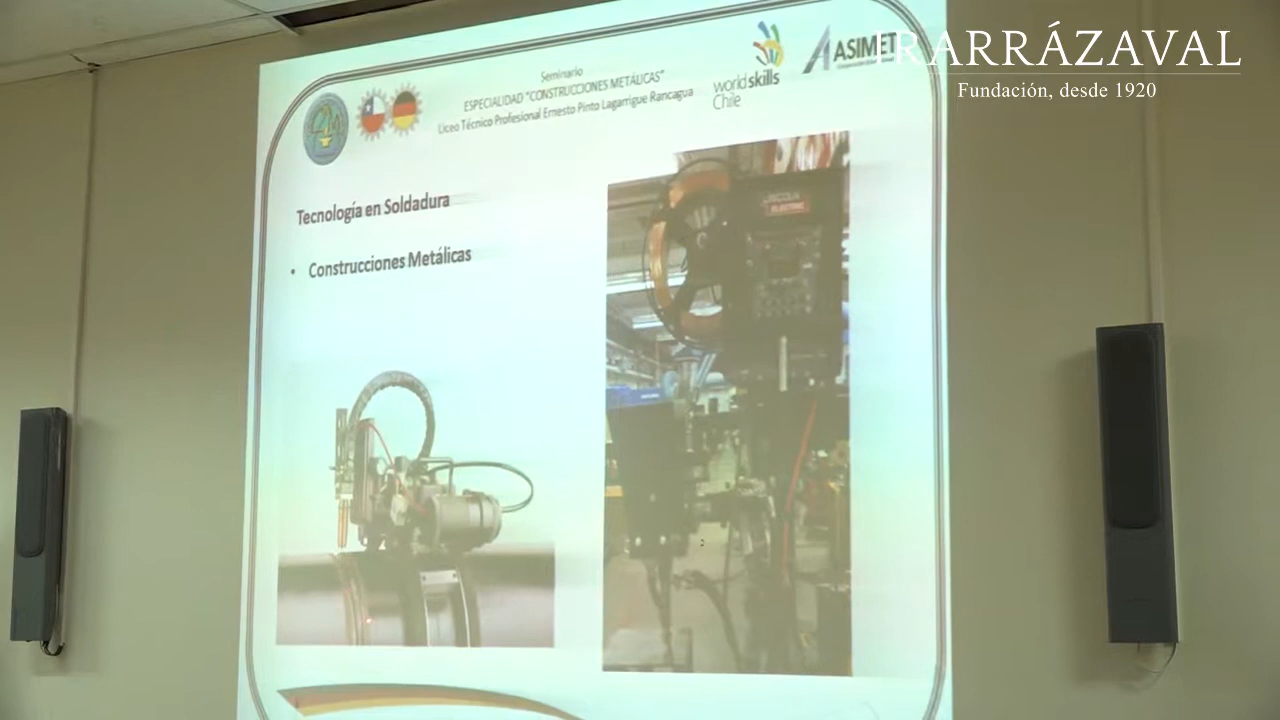 IRARRÁZAVAL
Fundación, desde 1920
Seminario
ESPECIALIDAD "CONSTRUCCIONES METÁLICAS"
Liceo Técnico Profesional Ernesto Pinto Lagarrigue Rancagua
worldskills
Chile
ASIMET
Tecnología en Soldadura
• Construcciones Metálicas